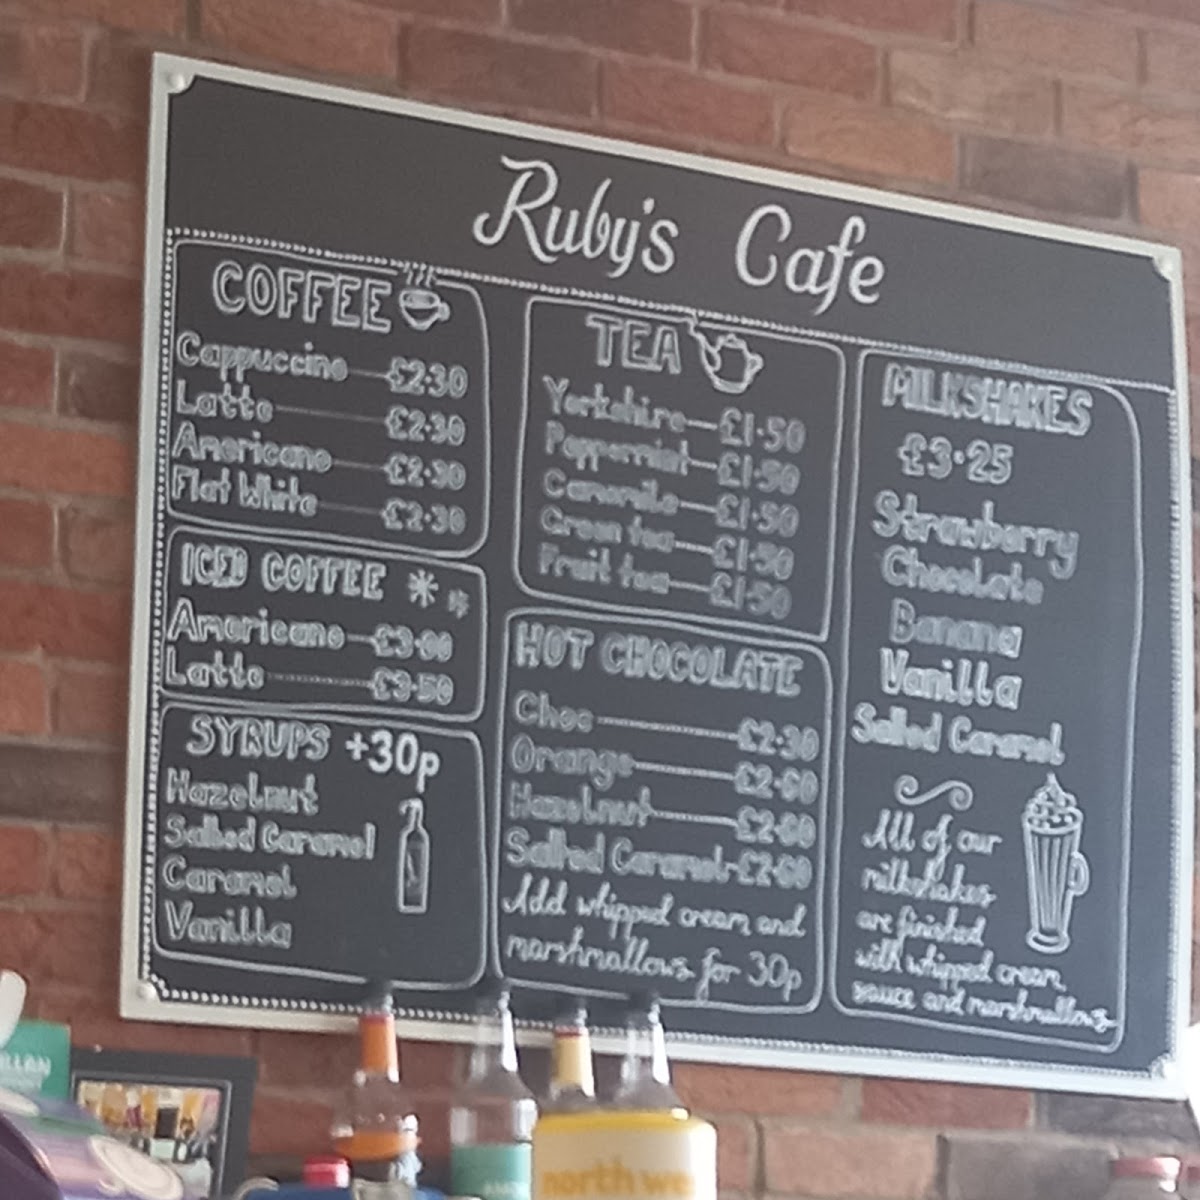 Ruby's Cafe
COFFEE
Cappuccino £2.30
Latte £2.30
Americano £2.30
Flat White £2.30
ICED COFFEE
Americano £3.00
Latte £3.50
SYRUPS +30p
Hazelnut
Salted Caramel
Caramel
Vanilla
TEA
Yorkshire £1.50
Peppermint £1.50
Camomile £1.50
Green tea £1.50
Fruit tea £1.50
HOT CHOCOLATE
Choc £2.30
Orange £2.60
Hazelnut £2.60
Salted Caramel £2.60
Add whipped cream and
marshmallows for 30p
MILKSHAKES
£3.25
Strawberry
Chocolate
Banana
Vanilla
Salted Caramel
All of our
milkshakes
are finished
with whipped cream,
sauce and marshmallows
north we